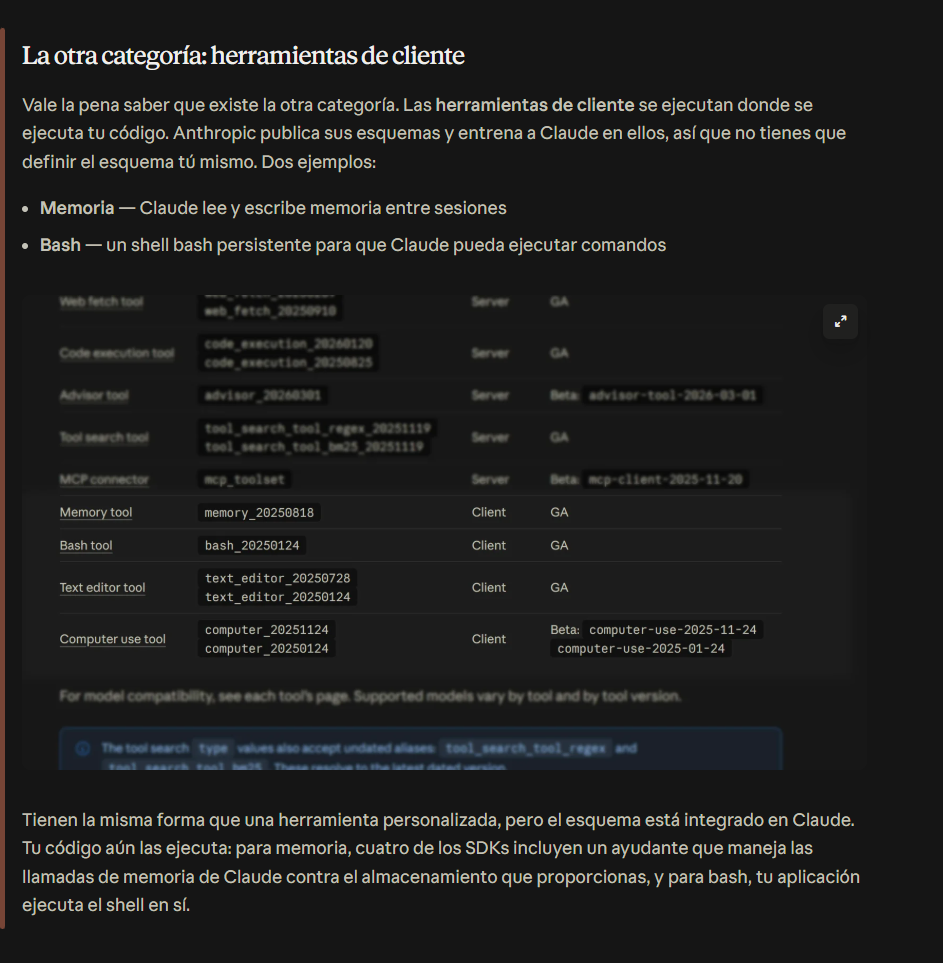 La otra categoría: herramientas de cliente
Vale la pena saber que existe la otra categoría. Las herramientas de cliente se ejecutan donde se
ejecuta tu código. Anthropic publica sus esquemas y entrena a Claude en ellos, así que no tienes que
definir el esquema tú mismo. Dos ejemplos:
Memoria — Claude lee y escribe memoria entre sesiones
Bash — un shell bash persistente para que Claude pueda ejecutar comandos
Web fetch tool web_fetch_20250910 Server GA
Code execution tool code_execution_20260120 Server GA
code_execution_20250825
Advisor tool advisor_20260301 Server Beta: advisor-tool-2026-03-01
Tool search tool tool_search_tool_regex_20251119 Server GA
tool_search_tool_bm25_20251119
MCP connector mcp_toolset Server Beta: mcp-client-2025-11-20
Memory tool memory_20250818 Client GA
Bash tool bash_20250124 Client GA
Text editor tool text_editor_20250728 Client GA
text_editor_20250124
Computer use tool computer_20251124 Client Beta: computer-use-2025-11-24
computer_20250124 computer-use-2025-01-24
For model compatibility, see each tool's page. Supported models vary by tool and by tool version.
The tool search type values also accept undated aliases: tool_search_tool_regex and
tool_search_tool_bm25. These resolve to the latest dated version.
Tienen la misma forma que una herramienta personalizada, pero el esquema está integrado en Claude.
Tu código aún las ejecuta: para memoria, cuatro de los SDKs incluyen un ayudante que maneja las
llamadas de memoria de Claude contra el almacenamiento que proporcionas, y para bash, tu aplicación
ejecuta el shell en sí.